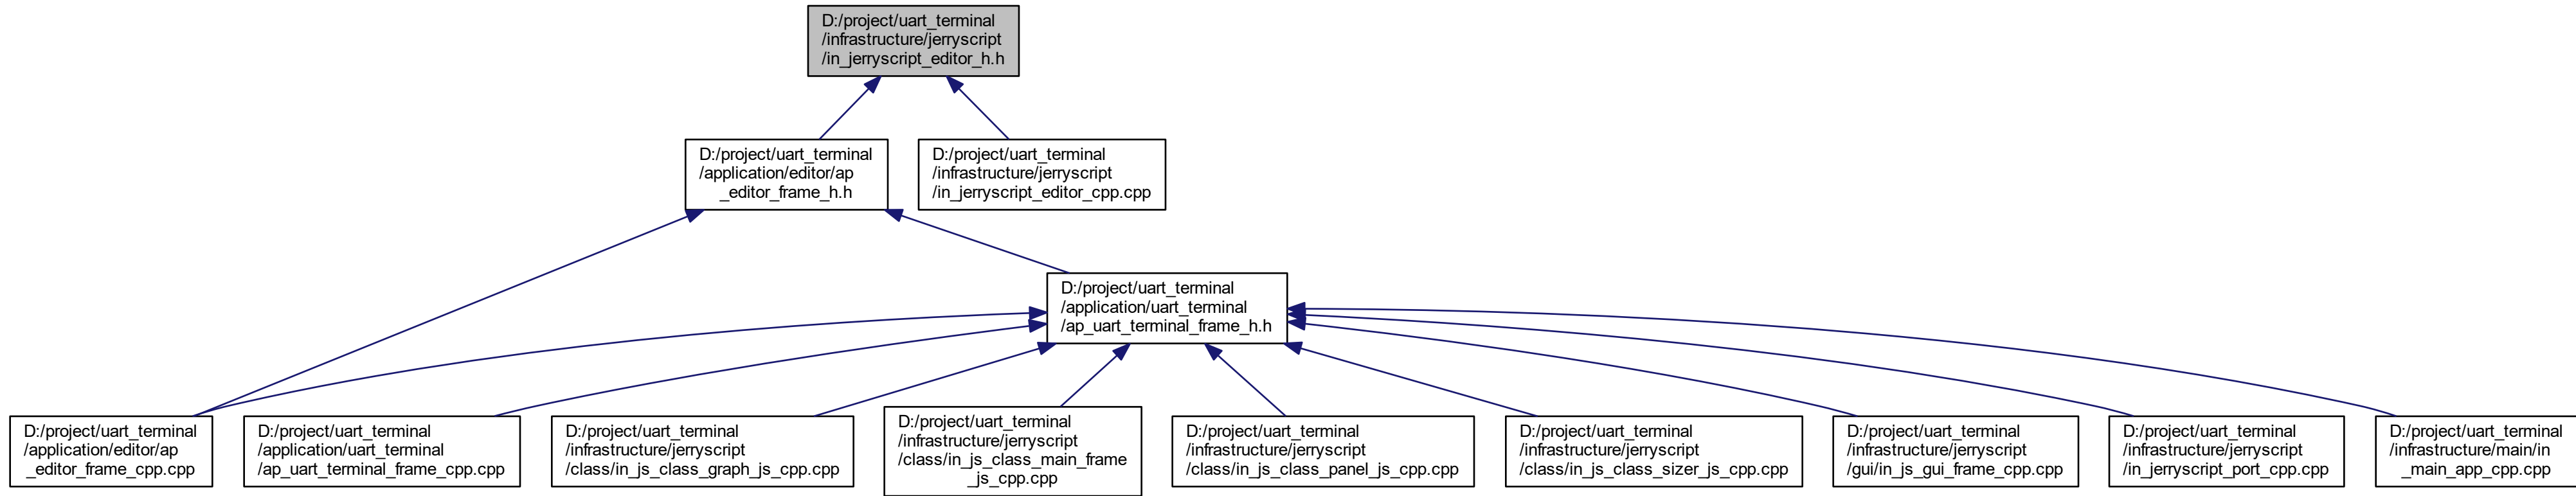 D:/project/uart_terminal
/infrastructure/jerryscript
/in_jerryscript_editor_h.h
D:/project/uart_terminal
/application/editor/ap
_editor_frame_h.h
D:/project/uart_terminal
/infrastructure/jerryscript
/in_jerryscript_editor_cpp.cpp
D:/project/uart_terminal
/application/uart_terminal
/ap_uart_terminal_frame_h.h
D:/project/uart_terminal
/application/editor/ap
_editor_frame_cpp.cpp
D:/project/uart_terminal
/application/uart_terminal
/ap_uart_terminal_frame_cpp.cpp
D:/project/uart_terminal
/infrastructure/jerryscript
/class/in_js_class_graph_js_cpp.cpp
D:/project/uart_terminal
/infrastructure/jerryscript
/class/in_js_class_main_frame
_js_cpp.cpp
D:/project/uart_terminal
/infrastructure/jerryscript
/class/in_js_class_panel_js_cpp.cpp
D:/project/uart_terminal
/infrastructure/jerryscript
/class/in_js_class_sizer_js_cpp.cpp
D:/project/uart_terminal
/infrastructure/jerryscript
/gui/in_js_gui_frame_cpp.cpp
D:/project/uart_terminal
/infrastructure/jerryscript
/in_jerryscript_port_cpp.cpp
D:/project/uart_terminal
/infrastructure/main/in
_main_app_cpp.cpp